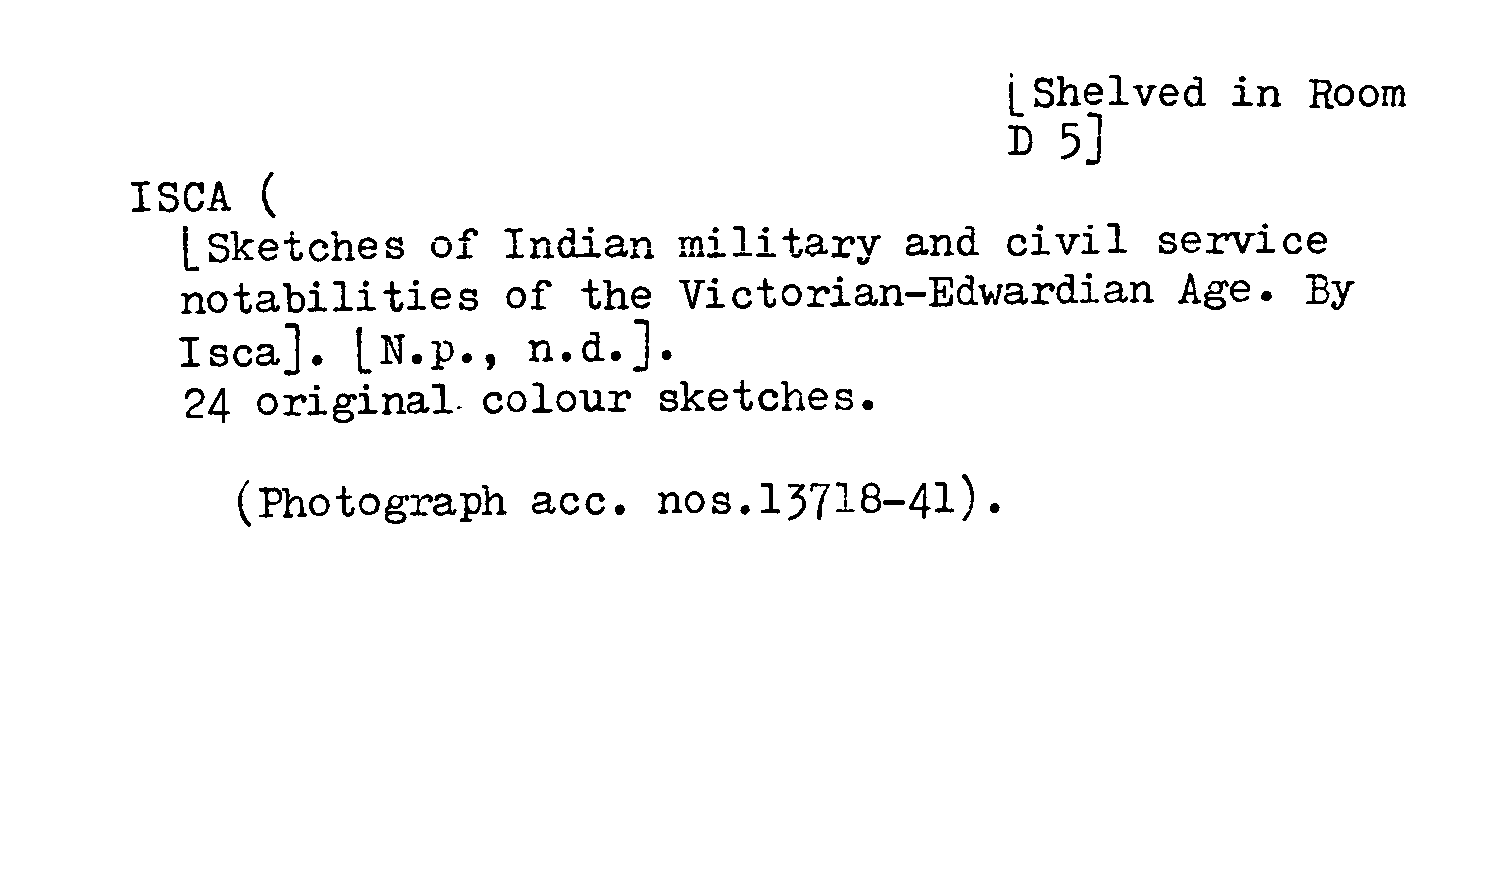 [Shelved in Room
D 5]
ISCA (
[Sketches of Indian military and civil service
notabilities of the Victorian-Edwardian Age. By
Isca]. [N.p., n.d.].
24 original colour sketches.
(Photograph acc. nos.13718-41).